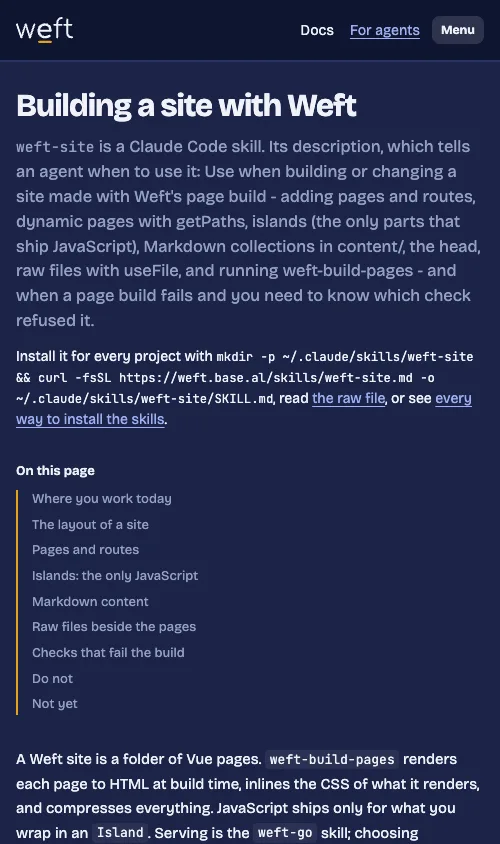 weft
Docs For agents Menu
Building a site with Weft
weft-site is a Claude Code skill. Its description, which tells
an agent when to use it: Use when building or changing a
site made with Weft's page build - adding pages and routes,
dynamic pages with getPaths, islands (the only parts that
ship JavaScript), Markdown collections in content/, the head,
raw files with useFile, and running weft-build-pages - and
when a page build fails and you need to know which check
refused it.
Install it for every project with mkdir -p ~/.claude/skills/weft-site
&& curl -fsSL https://weft.base.al/skills/weft-site.md -o
~/.claude/skills/weft-site/SKILL.md, read the raw file, or see every
way to install the skills.
On this page
Where you work today
The layout of a site
Pages and routes
Islands: the only JavaScript
Markdown content
Raw files beside the pages
Checks that fail the build
Do not
Not yet
A Weft site is a folder of Vue pages. weft-build-pages renders
each page to HTML at build time, inlines the CSS of what it renders,
and compresses everything. JavaScript ships only for what you
wrap in an Island. Serving is the weft-go skill; choosing